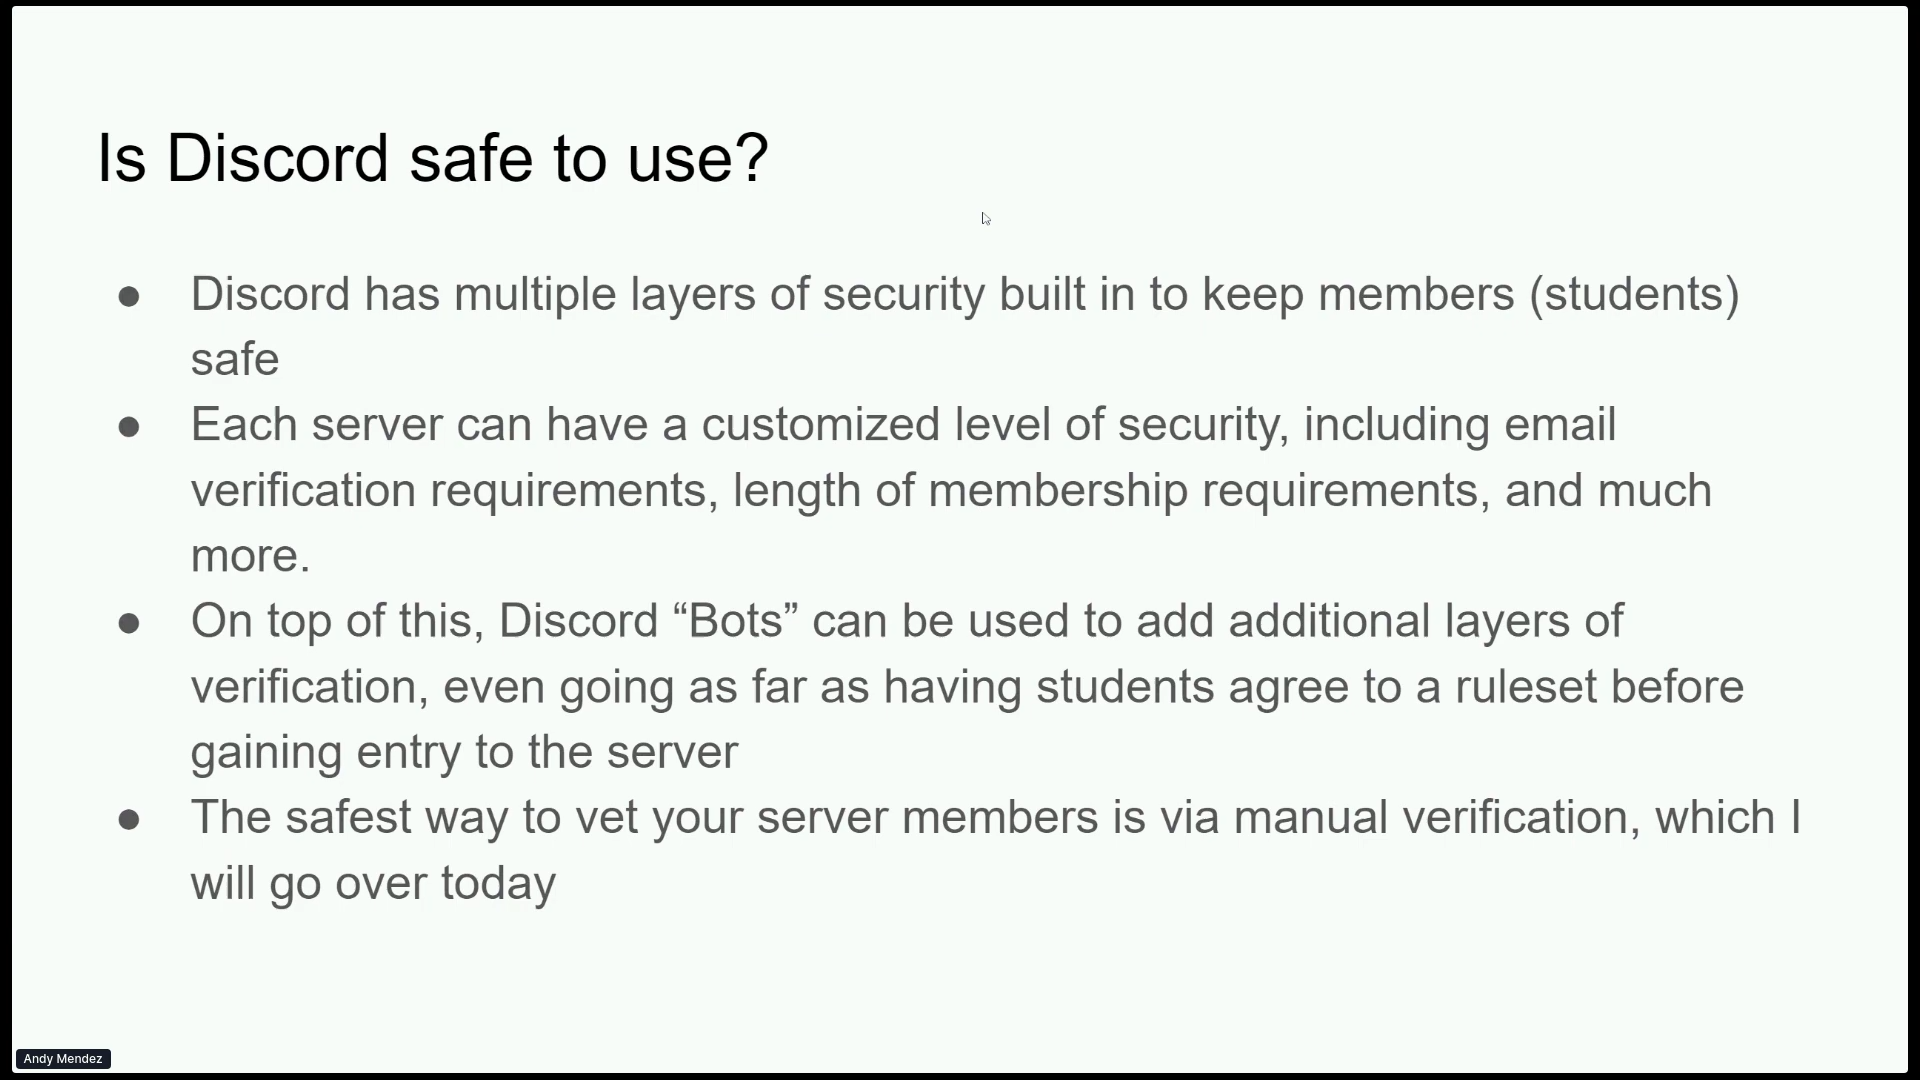 Is Discord safe to use?
● Discord has multiple layers of security built in to keep members (students)
safe
● Each server can have a customized level of security, including email
verification requirements, length of membership requirements, and much
more.
● On top of this, Discord “Bots” can be used to add additional layers of
verification, even going as far as having students agree to a ruleset before
gaining entry to the server
● The safest way to vet your server members is via manual verification, which I
will go over today
Andy Mendez